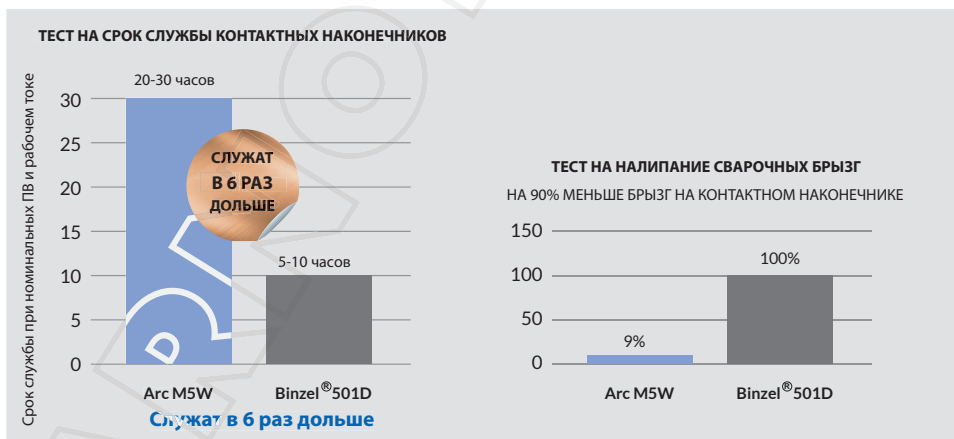 ТЕСТ НА СРОК СЛУЖБЫ КОНТАКТНЫХ НАКОНЕЧНИКОВ
Срок службы при номинальных ПВ и рабочем токе
30
25
20
15
10
5
0
20-30 часов
СЛУЖАТ
В 6 РАЗ
ДОЛЬШЕ
5-10 часов
Arc M5W
Binzel®501D
Служат в 6 раз дольше
ТЕСТ НА НАЛИПАНИЕ СВАРОЧНЫХ БРЫЗГ
НА 90% МЕНЬШЕ БРЫЗГ НА КОНТАКТНОМ НАКОНЕЧНИКЕ
150
100
50
0
9%
100%
Arc M5W
Binzel®501D